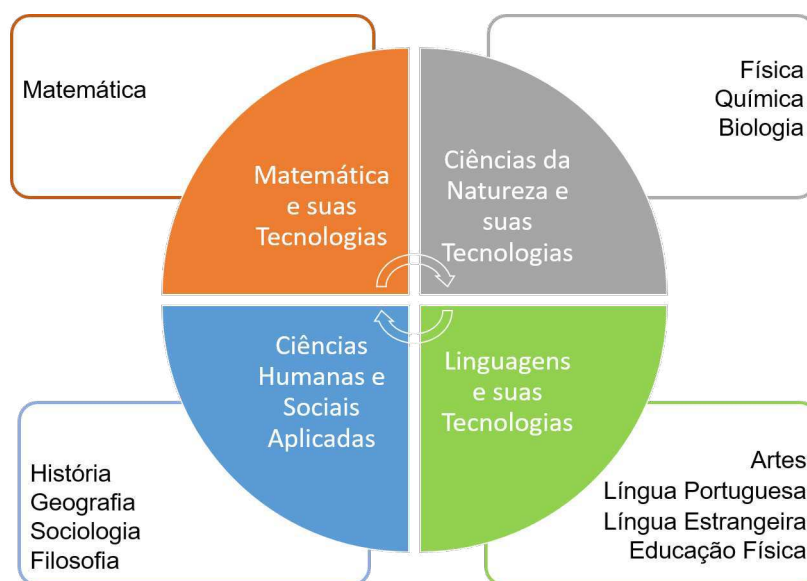 Matemática
Física
Química
Biologia
Matemática
e suas
Tecnologias
Ciências da
Natureza e
suas
Tecnologias
Ciências
Humanas e
Sociais
Aplicadas
Linguagens
e suas
Tecnologias
História
Geografia
Sociologia
Filosofia
Artes
Língua Portuguesa
Língua Estrangeira
Educação Física